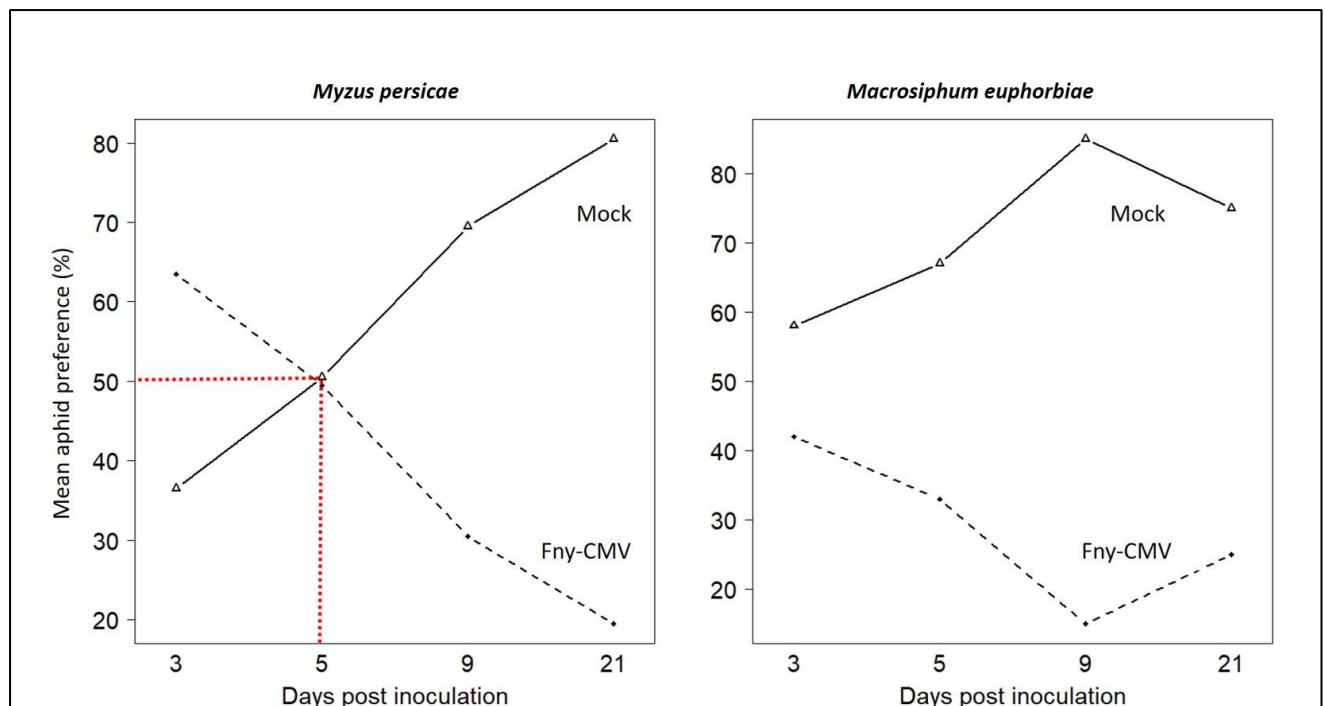 Myzus persicae
Mean aphid preference (%)
80
70
60
50
40
30
20
Mock
Fny-CMV
3 5 9 21
Days post inoculation
Macrosiphum euphorbiae
80
70
60
50
40
30
20
Mock
Fny-CMV
3 5 9 21
Days post inoculation